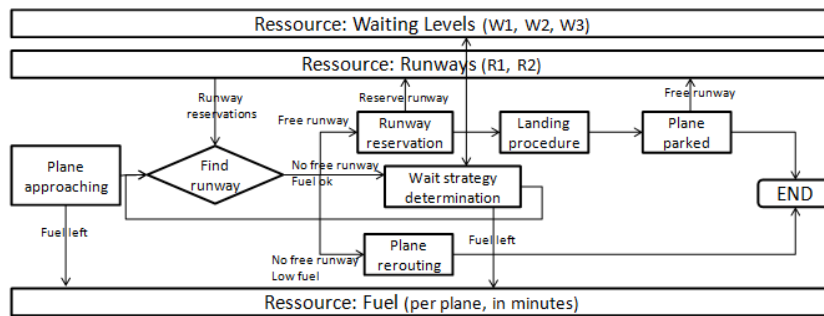 Ressource: Waiting Levels (W1, W2, W3)
Ressource: Runways (R1, R2)
Runway
reservations
Reserve runway
Free runway
Free runway
Runway
reservation
Landing
procedure
Plane
parked
Plane
approaching
Find
runway
No free runway
Fuel ok
Wait strategy
determination
END
Fuel left
Fuel left
Plane
rerouting
No free runway
Low fuel
Ressource: Fuel (per plane, in minutes)